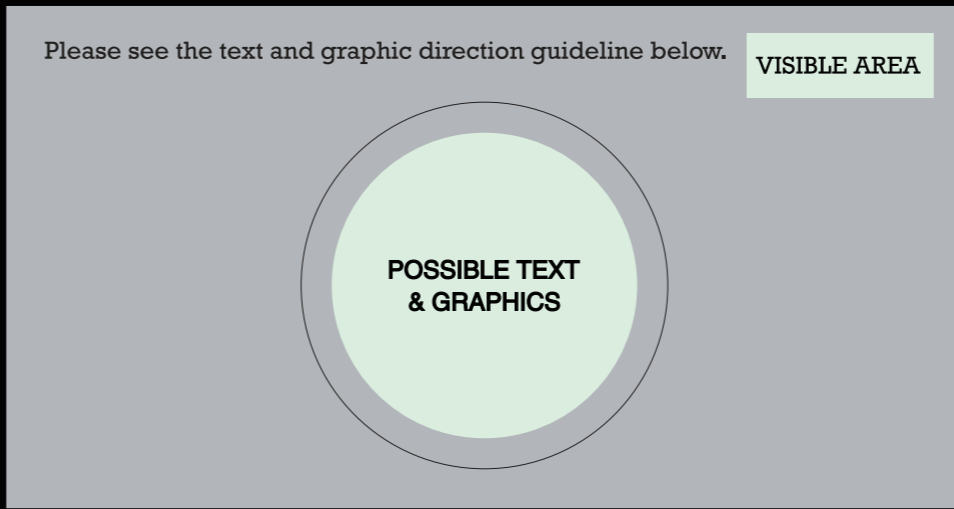 Please see the text and graphic direction guideline below.
VISIBLE AREA
POSSIBLE TEXT
& GRAPHICS